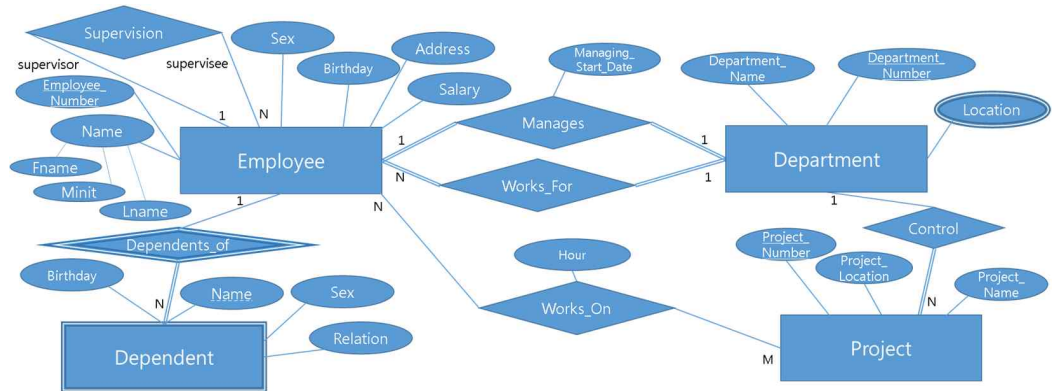 Supervision
supervisor
supervisee
1
N
Sex
Birthday
Address
Salary
Employee_
Number
Name
Fname
Minit
Lname
Employee
1
N
N
1
Managing_
Start_Date
Manages
Works_For
1
1
Department_
Name
Department_
Number
Location
Department
1
Dependents_of
N
Birthday
Name
Sex
Relation
Dependent
Hour
Works_On
M
Control
N
Project_
Number
Project_
Location
Project_
Name
Project